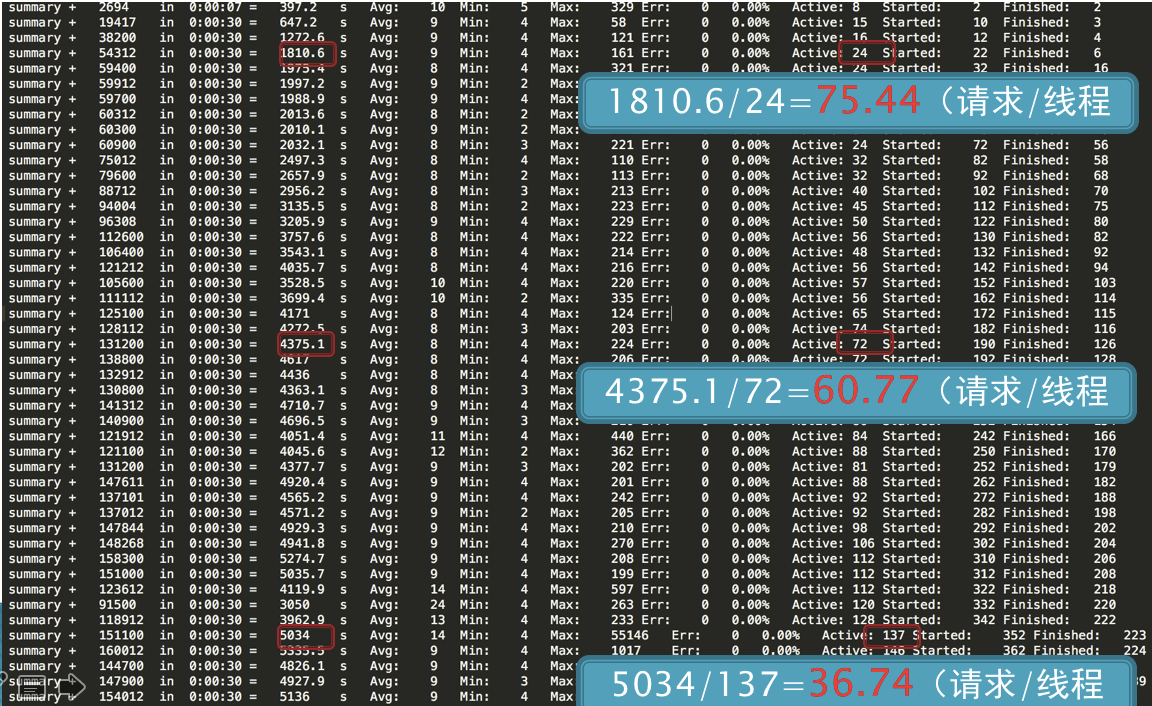 summary + 2694 in 0:00:07 = 397.2 s Avg: 10 Min: 5 Max: 329 Err: 0 0.00% Active: 8 Started: 2 Finished: 2
summary + 19417 in 0:00:30 = 647.2 s Avg: 9 Min: 4 Max: 58 Err: 0 0.00% Active: 15 Started: 10 Finished: 3
summary + 38200 in 0:00:30 = 1272.6 s Avg: 9 Min: 4 Max: 121 Err: 0 0.00% Active: 16 Started: 12 Finished: 4
summary + 54312 in 0:00:30 = 1810.6 s Avg: 9 Min: 4 Max: 161 Err: 0 0.00% Active: 24 S Started: 22 Finished: 6
summary + 59400 in 0:00:30 = 1975.4 s Avg: 8 Min: 4 Max: 321 Err: 0 0.00% Active: 24 Started: 32 Finished: 16
summary + 59912 in 0:00:30 = 1997.2 s Avg: 8 Min: 2 Max:
summary + 59700 in 0:00:30 = 1988.9 s Avg: 9 Min: 4 Max:
1810.6/24=75.44（请求/线程
summary + 60312 in 0:00:30 = 2013.6 s Avg: 8 Min: 2 Max:
summary + 60300 in 0:00:30 = 2010.1 s Avg: 9 Min: 2 Max:
summary + 60900 in 0:00:30 = 2032.1 s Avg: 8 Min: 3 Max: 221 Err: 0 0.00% Active: 24 Started: 72 Finished: 56
summary + 75012 in 0:00:30 = 2497.3 s Avg: 8 Min: 4 Max: 110 Err: 0 0.00% Active: 32 Started: 82 Finished: 58
summary + 79600 in 0:00:30 = 2657.9 s Avg: 8 Min: 2 Max: 113 Err: 0 0.00% Active: 32 Started: 92 Finished: 68
summary + 88712 in 0:00:30 = 2956.2 s Avg: 8 Min: 3 Max: 213 Err: 0 0.00% Active: 40 Started: 102 Finished: 70
summary + 94004 in 0:00:30 = 3135.5 s Avg: 8 Min: 2 Max: 223 Err: 0 0.00% Active: 45 Started: 112 Finished: 75
summary + 96308 in 0:00:30 = 3205.9 s Avg: 9 Min: 4 Max: 229 Err: 0 0.00% Active: 50 Started: 122 Finished: 80
summary + 112600 in 0:00:30 = 3757.6 s Avg: 8 Min: 4 Max: 222 Err: 0 0.00% Active: 56 Started: 130 Finished: 82
summary + 106400 in 0:00:30 = 3543.1 s Avg: 8 Min: 4 Max: 214 Err: 0 0.00% Active: 48 Started: 132 Finished: 92
summary + 121212 in 0:00:30 = 4035.7 s Avg: 8 Min: 4 Max: 216 Err: 0 0.00% Active: 56 Started: 142 Finished: 94
summary + 105600 in 0:00:30 = 3528.5 s Avg: 10 Min: 4 Max: 220 Err: 0 0.00% Active: 57 Started: 152 Finished: 103
summary + 111112 in 0:00:30 = 3699.4 s Avg: 10 Min: 2 Max: 335 Err: 0 0.00% Active: 56 Started: 162 Finished: 114
summary + 125100 in 0:00:30 = 4171 s Avg: 8 Min: 4 Max: 124 Err: 0 0.00% Active: 65 Started: 172 Finished: 115
summary + 128112 in 0:00:30 = 4272.5 s Avg: 8 Min: 3 Max: 203 Err: 0 0.00% Active: 74 Started: 182 Finished: 116
summary + 131200 in 0:00:30 = 4375.1 s Avg: 8 Min: 4 Max: 224 Err: 0 0.00% Active: 72 Started: 190 Finished: 126
summary + 138800 in 0:00:30 = 4617 s Avg: 8 Min: 4 Max: 206 Err: 0 0.00% Active: 72 Started: 192 Finished: 128
summary + 132912 in 0:00:30 = 4436 s Avg: 8 Min: 4 Max:
summary + 130800 in 0:00:30 = 4363.1 s Avg: 8 Min: 3 Max:
4375.1/72=60.77（请求/线程
summary + 141312 in 0:00:30 = 4710.7 s Avg: 9 Min: 4 Max:
summary + 140900 in 0:00:30 = 4696.5 s Avg: 9 Min: 3 Max:
summary + 121912 in 0:00:30 = 4051.4 s Avg: 11 Min: 4 Max: 440 Err: 0 0.00% Active: 84 Started: 242 Finished: 166
summary + 121100 in 0:00:30 = 4045.6 s Avg: 12 Min: 2 Max: 362 Err: 0 0.00% Active: 88 Started: 250 Finished: 170
summary + 131200 in 0:00:30 = 4377.7 s Avg: 9 Min: 3 Max: 202 Err: 0 0.00% Active: 81 Started: 252 Finished: 179
summary + 147611 in 0:00:30 = 4920.4 s Avg: 9 Min: 4 Max: 201 Err: 0 0.00% Active: 88 Started: 262 Finished: 182
summary + 137101 in 0:00:30 = 4565.2 s Avg: 9 Min: 4 Max: 242 Err: 0 0.00% Active: 92 Started: 272 Finished: 188
summary + 137012 in 0:00:30 = 4571.2 s Avg: 9 Min: 2 Max: 205 Err: 0 0.00% Active: 92 Started: 282 Finished: 198
summary + 147844 in 0:00:30 = 4929.3 s Avg: 9 Min: 4 Max: 210 Err: 0 0.00% Active: 98 Started: 292 Finished: 202
summary + 148268 in 0:00:30 = 4941.8 s Avg: 9 Min: 4 Max: 270 Err: 0 0.00% Active: 106 Started: 302 Finished: 204
summary + 158300 in 0:00:30 = 5274.7 s Avg: 9 Min: 4 Max: 208 Err: 0 0.00% Active: 112 Started: 310 Finished: 206
summary + 151000 in 0:00:30 = 5035.7 s Avg: 9 Min: 4 Max: 199 Err: 0 0.00% Active: 112 Started: 312 Finished: 208
summary + 123612 in 0:00:30 = 4119.9 s Avg: 14 Min: 4 Max: 597 Err: 0 0.00% Active: 112 Started: 322 Finished: 218
summary + 91500 in 0:00:30 = 3050 s Avg: 24 Min: 4 Max: 263 Err: 0 0.00% Active: 120 Started: 332 Finished: 220
summary + 118912 in 0:00:30 = 3962.9 s Avg: 13 Min: 4 Max: 233 Err: 0 0.00% Active: 128 Started: 342 Finished: 222
summary + 151100 in 0:00:30 = 5034 s Avg: 14 Min: 4 Max: 55146 Err: 0 0.00% Active: 137 Started: 352 Finished: 223
summary + 160012 in 0:00:30 = s Avg: 9 Min: 4 Max: 1017 Err: 0 0.00% Active: 146 Started: 362 Finished: 224
summary + 144700 in 0:00:30 = 4826.1 s Avg: 9 Min: 4 Max:
summary + 147900 in 0:00:30 = 4927.9 s Avg: 9 Min: 3 Max:
5034/137=36.74（请求/线程
summary + 154012 in 0:00:30 = 5136 s Avg: 9 Min: 4 Max: